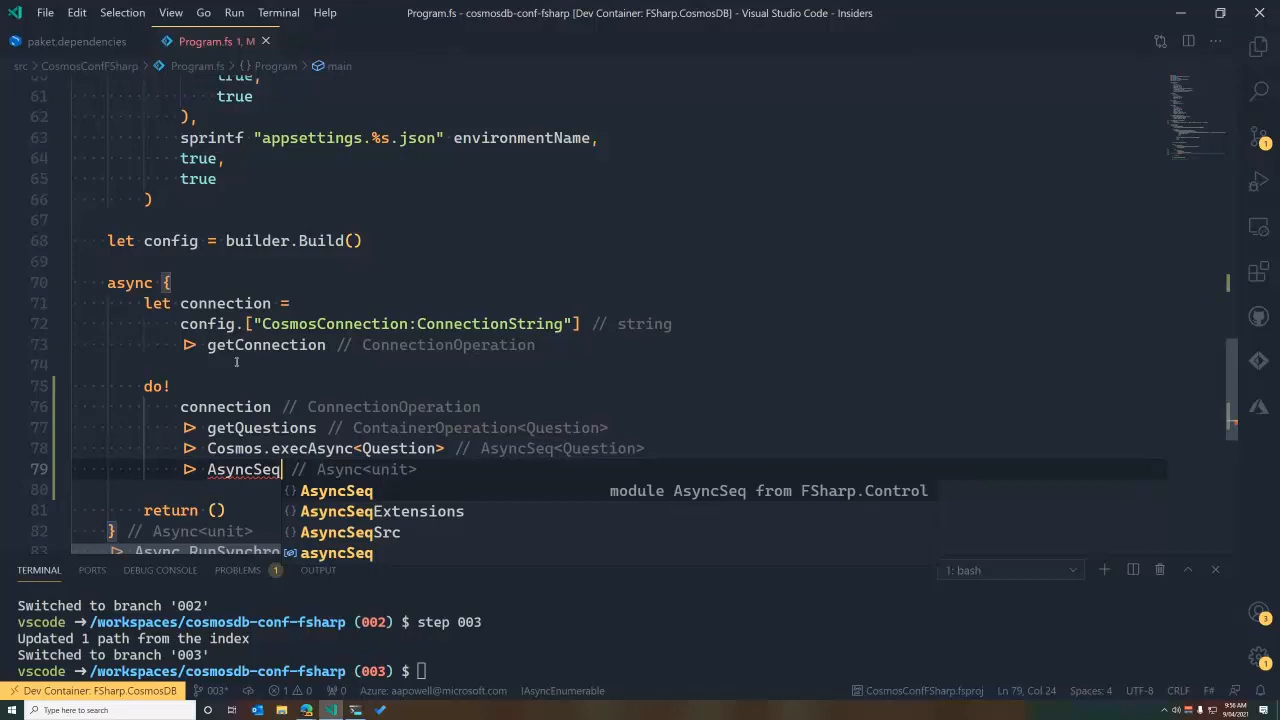 File Edit Selection View Go Run Terminal Help Program.fs - cosmosdb-conf-fsharp [Dev Container: FSharp.CosmosDB] - Visual Studio Code - Insiders
paket.dependencies Program.fs 1, M
src > CosmosConfFSharp > Program.fs > {} Program > main
true,
61 true
62 ),
63 sprintf "appsettings.%s.json" environmentName,
64 true,
65 true
66 )
67
68 let config = builder.Build()
69
70 async {
71 let connection =
72 config.["CosmosConnection:ConnectionString"] // string
73 |> getConnection // ConnectionOperation
74
75 do!
76 connection // ConnectionOperation
77 |> getQuestions // ContainerOperation<Question>
78 |> Cosmos.execAsync<Question> // AsyncSeq<Question>
79 |> AsyncSeq // Async<unit>
80 {} AsyncSeq module AsyncSeq from FSharp.Control
{} AsyncSeqExtensions
81 return () {} AsyncSeqSrc
82 } // Async<unit>
83 |> Async.RunSynchro asyncSeq
TERMINAL PORTS DEBUG CONSOLE PROBLEMS 1 OUTPUT 1: bash
Switched to branch '002'
vscode → /workspaces/cosmosdb-conf-fsharp (002) $ step 003
Updated 1 path from the index
Switched to branch '003'
vscode → /workspaces/cosmosdb-conf-fsharp (003) $
Dev Container: FSharp.CosmosDB 003* 1 0 0 Azure: aapowell@microsoft.com IAsyncEnumerable CosmosConfFSharp.fsproj Ln 79, Col 24 Spaces: 4 UTF-8 CRLF F#
Type here to search 9:56 AM
9/04/2021